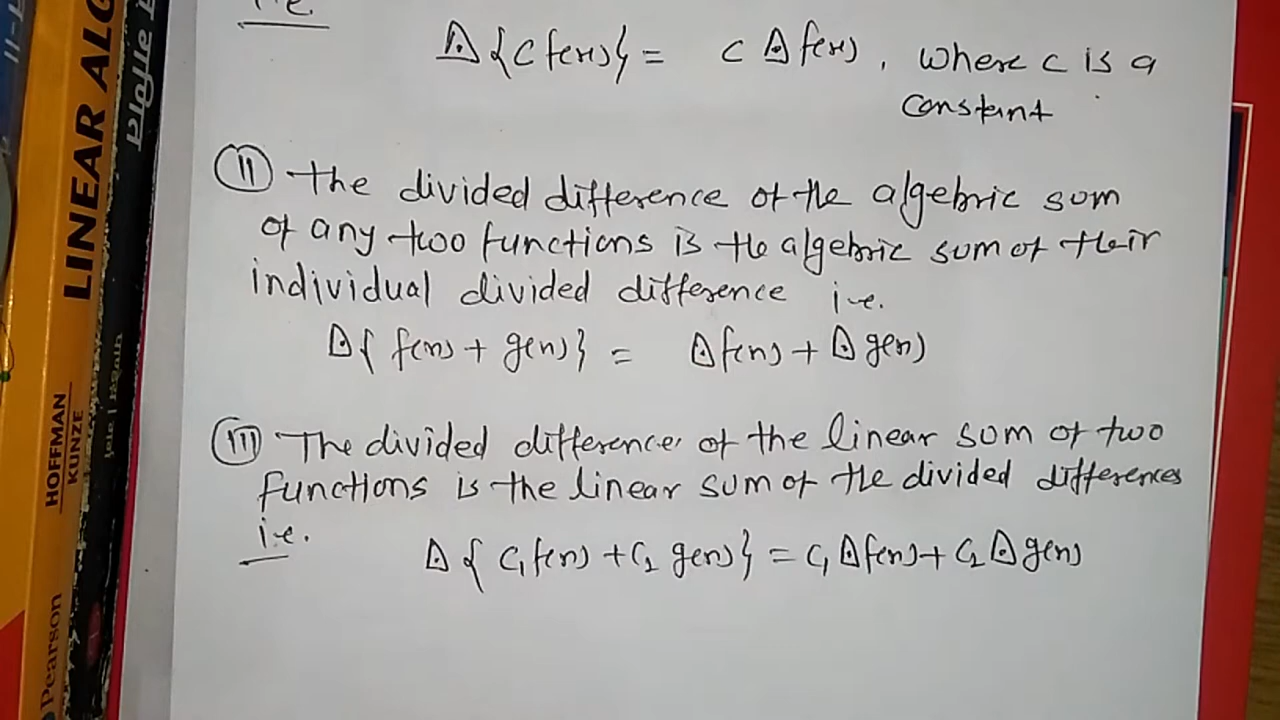 i.e.
Δ{c f(x)} = c Δ f(x), where c is a
constant
(II) The divided difference of the algebric sum
of any two functions is the algebric sum of their
individual divided difference i.e.
Δ{ f(x) + g(x)} = Δ f(x) + Δ g(x)
(III) The divided difference of the linear sum of two
functions is the linear sum of the divided differences
i.e.
Δ{ C₁ f(x) + C₂ g(x)} = C₁ Δ f(x) + C₂ Δ g(x)
LINEAR ALG
HOFFMAN
KUNZE
Pearson